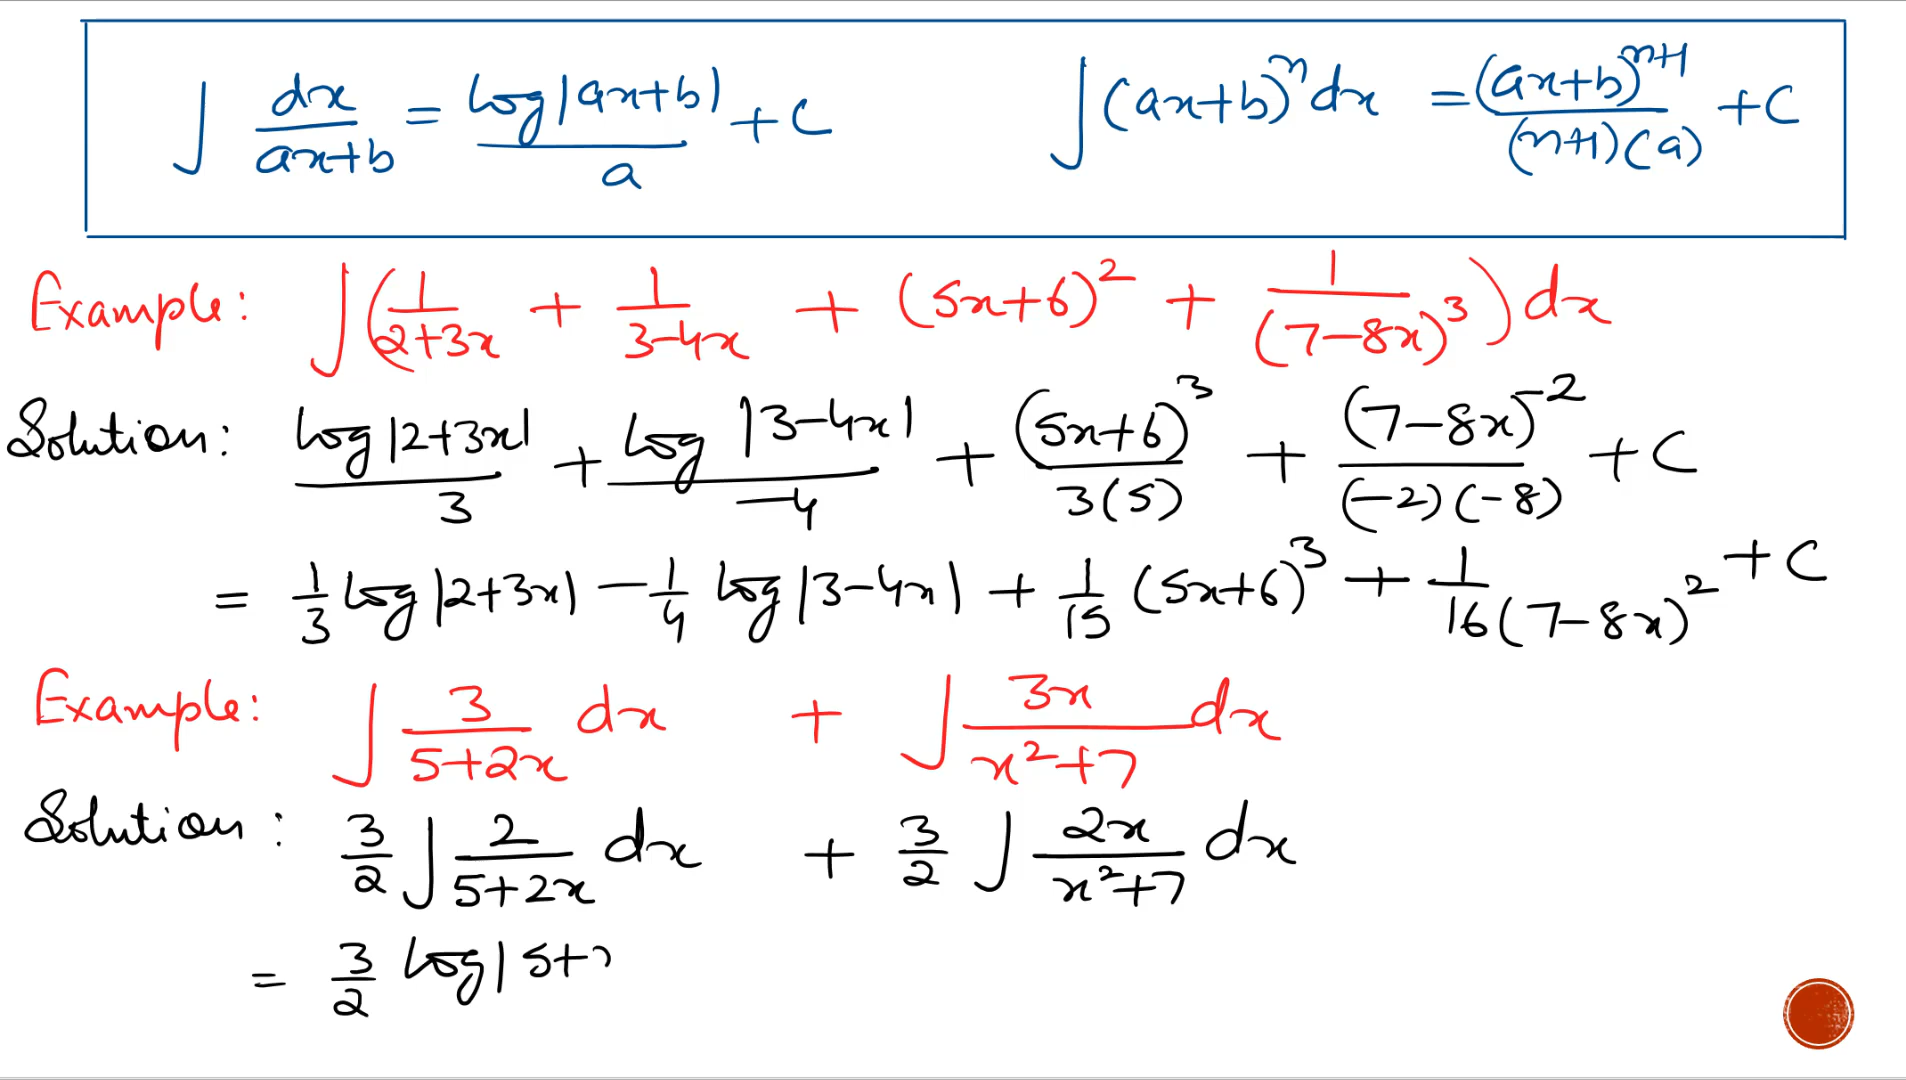 ∫ dx/(ax+b) = log|ax+b|/a + C    ∫(ax+b)^n dx = (ax+b)^(n+1)/((n+1)(a)) + C
Example: ∫(1/(2+3x) + 1/(3-4x) + (5x+6)^2 + 1/(7-8x)^3) dx
Solution: log|2+3x|/3 + log|3-4x|/-4 + (5x+6)^3/(3(5)) + (7-8x)^-2/((-2)(-8)) + C
= 1/3 log|2+3x| - 1/4 log|3-4x| + 1/15 (5x+6)^3 + 1/(16(7-8x)^2) + C
Example: ∫ 3/(5+2x) dx + ∫ 3x/(x^2+7) dx
Solution: 3/2 ∫ 2/(5+2x) dx + 3/2 ∫ 2x/(x^2+7) dx
= 3/2 log|5+